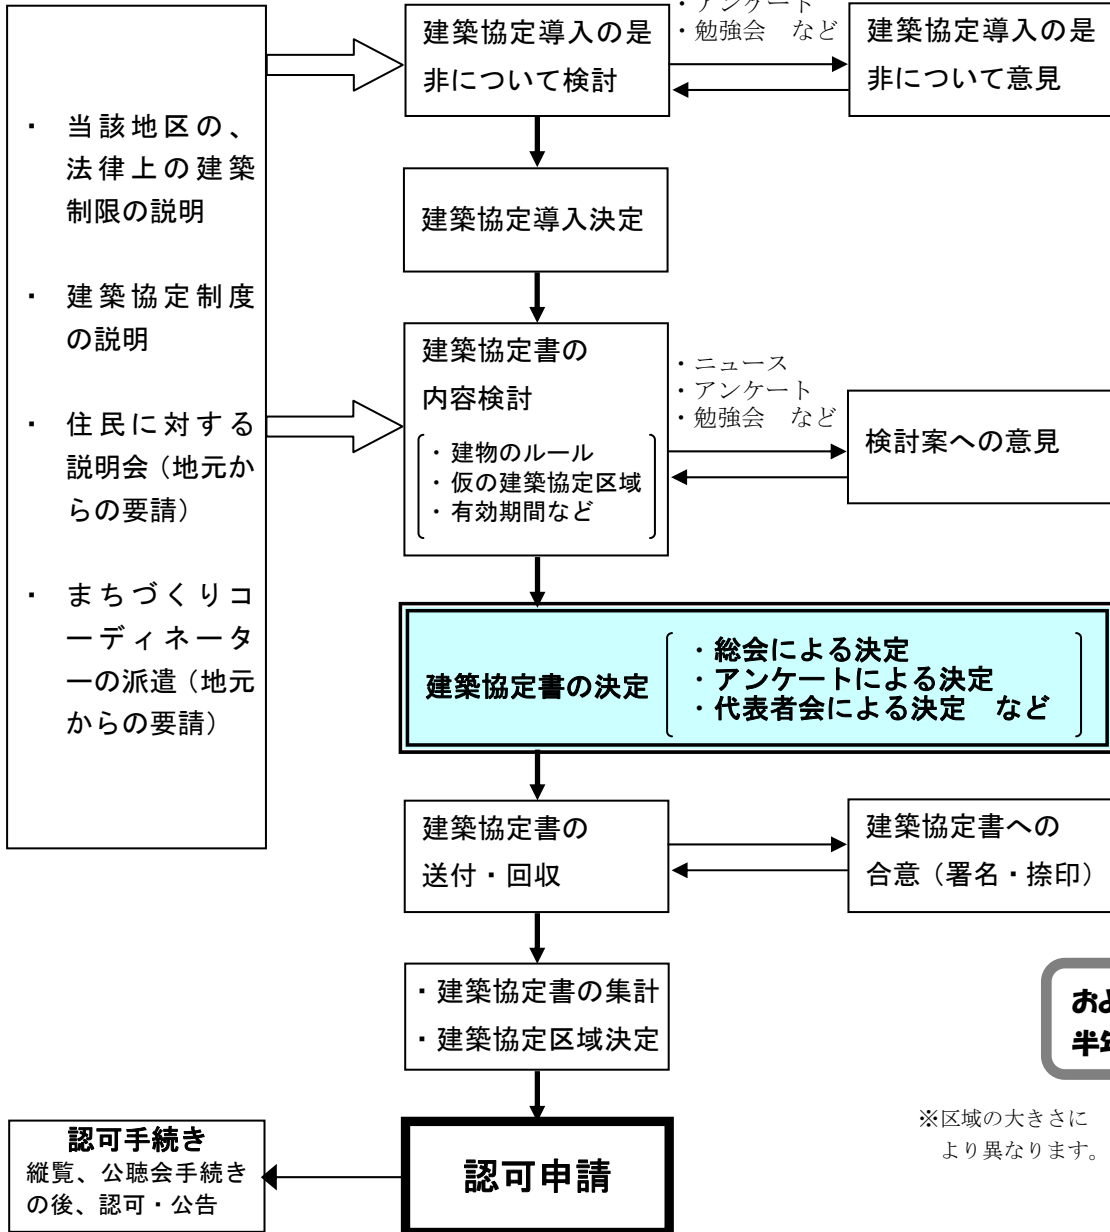 ・ 当該地区の、
法律上の建築
制限の説明
・ 建築協定制度
の説明
・ 住民に対する
説明会（地元か
らの要請）
・ まちづくりコ
ーディネータ
ーの派遣（地元
からの要請）
建築協定導入の是
非について検討
・アンケート
・勉強会 など
建築協定導入の是
非について意見
建築協定導入決定
建築協定書の
内容検討
・建物のルール
・仮の建築協定区域
・有効期間など
・ニュース
・アンケート
・勉強会 など
検討案への意見
建築協定書の決定
・総会による決定
・アンケートによる決定
・代表者会による決定 など
建築協定書の
送付・回収
建築協定書への
合意（署名・捺印）
・建築協定書の集計
・建築協定区域決定
およ
半年
※区域の大きさに
より異なります。
認可申請
認可手続き
縦覧、公聴会手続き
の後、認可・公告